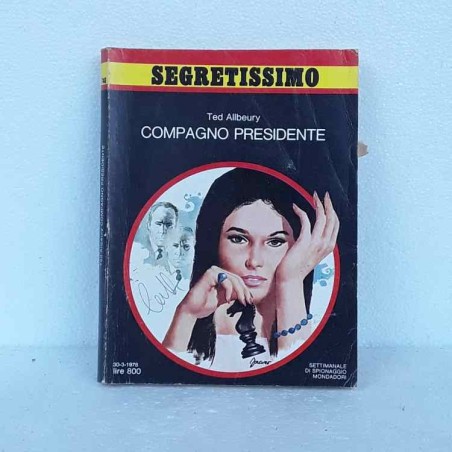 SEGRETISSIMO
Ted Allbeury
COMPAGNO PRESIDENTE
30-3-1978
lire 800
SETTIMANALE
DI SPIONAGGIO
MONDADORI